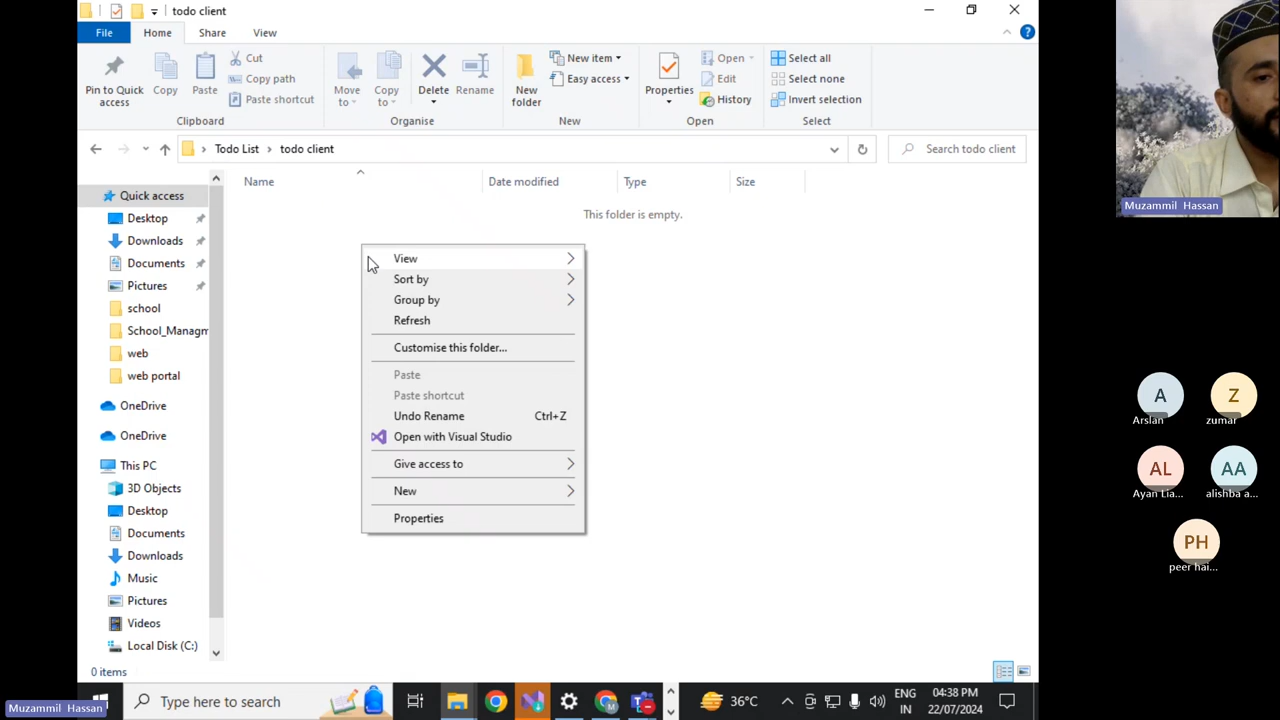 todo client
File
Home
Share
View
Pin to Quick access
Copy
Paste
Cut
Copy path
Paste shortcut
Clipboard
Move to
Copy to
Delete
Rename
Organise
New folder
New item
Easy access
New
Properties
Open
Edit
History
Open
Select all
Select none
Invert selection
Select
Todo List
todo client
Search todo client
Name
Date modified
Type
Size
This folder is empty.
Quick access
Desktop
Downloads
Documents
Pictures
school
School_Managm
web
web portal
OneDrive
OneDrive
This PC
3D Objects
Desktop
Documents
Downloads
Music
Pictures
Videos
Local Disk (C:)
View
Sort by
Group by
Refresh
Customise this folder...
Paste
Paste shortcut
Undo Rename Ctrl+Z
Open with Visual Studio
Give access to
New
Properties
0 items
Muzammil Hassan
A
Arslan
Z
zumar
AL
Ayan Lia...
AA
alishba a...
PH
peer hai...
Muzammil Hassan
Type here to search
36°C
ENG
IN
04:38 PM
22/07/2024